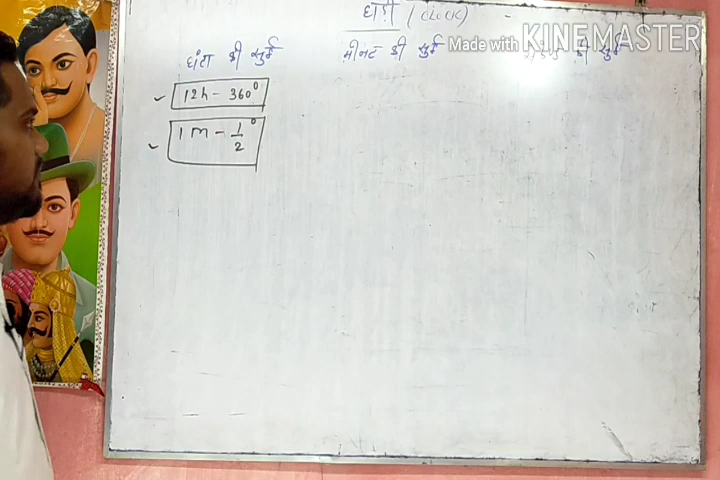 घड़ी (CLOCK)
Made with KINEMASTER
घंटा की सुई मीनट की सुई की सुई
12h - 360°
1m - 1/2°